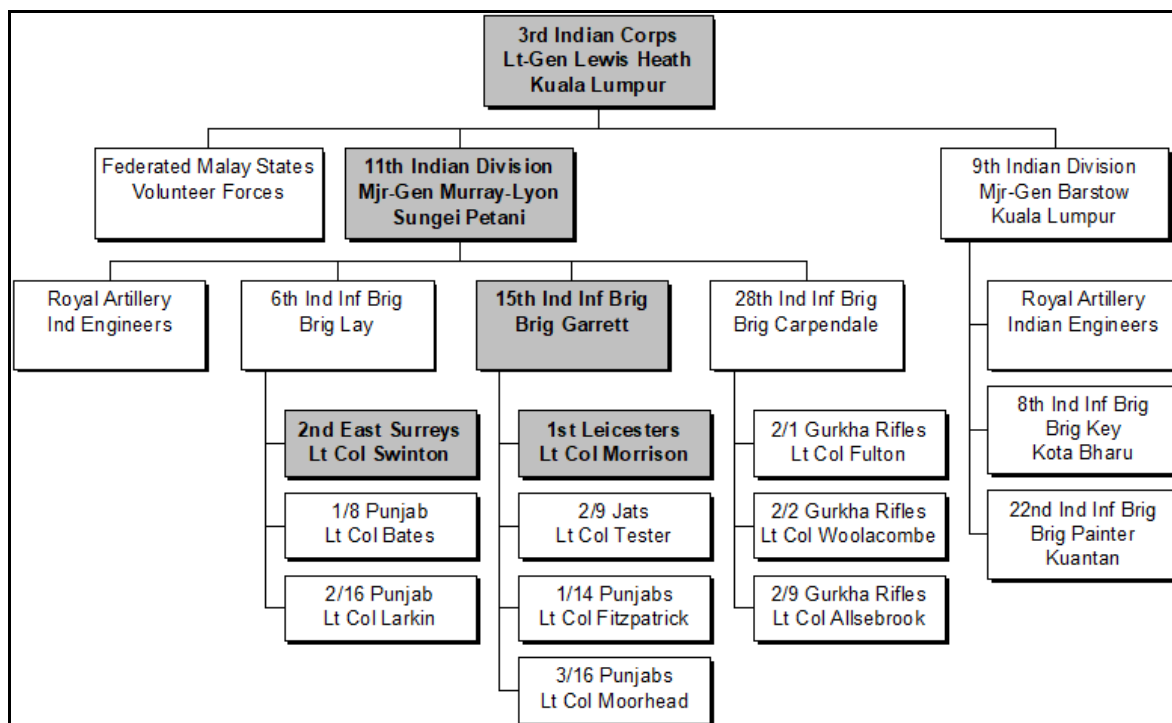 3rd Indian Corps
Lt-Gen Lewis Heath
Kuala Lumpur
Federated Malay States
Volunteer Forces
11th Indian Division
Mjr-Gen Murray-Lyon
Sungei Petani
9th Indian Division
Mjr-Gen Barstow
Kuala Lumpur
Royal Artillery
Ind Engineers
6th Ind Inf Brig
Brig Lay
15th Ind Inf Brig
Brig Garrett
28th Ind Inf Brig
Brig Carpendale
Royal Artillery
Indian Engineers
2nd East Surreys
Lt Col Swinton
1st Leicesters
Lt Col Morrison
2/1 Gurkha Rifles
Lt Col Fulton
8th Ind Inf Brig
Brig Key
Kota Bharu
1/8 Punjab
Lt Col Bates
2/9 Jats
Lt Col Tester
2/2 Gurkha Rifles
Lt Col Woolacombe
22nd Ind Inf Brig
Brig Painter
Kuantan
2/16 Punjab
Lt Col Larkin
1/14 Punjabs
Lt Col Fitzpatrick
2/9 Gurkha Rifles
Lt Col Allsebrook
3/16 Punjabs
Lt Col Moorhead